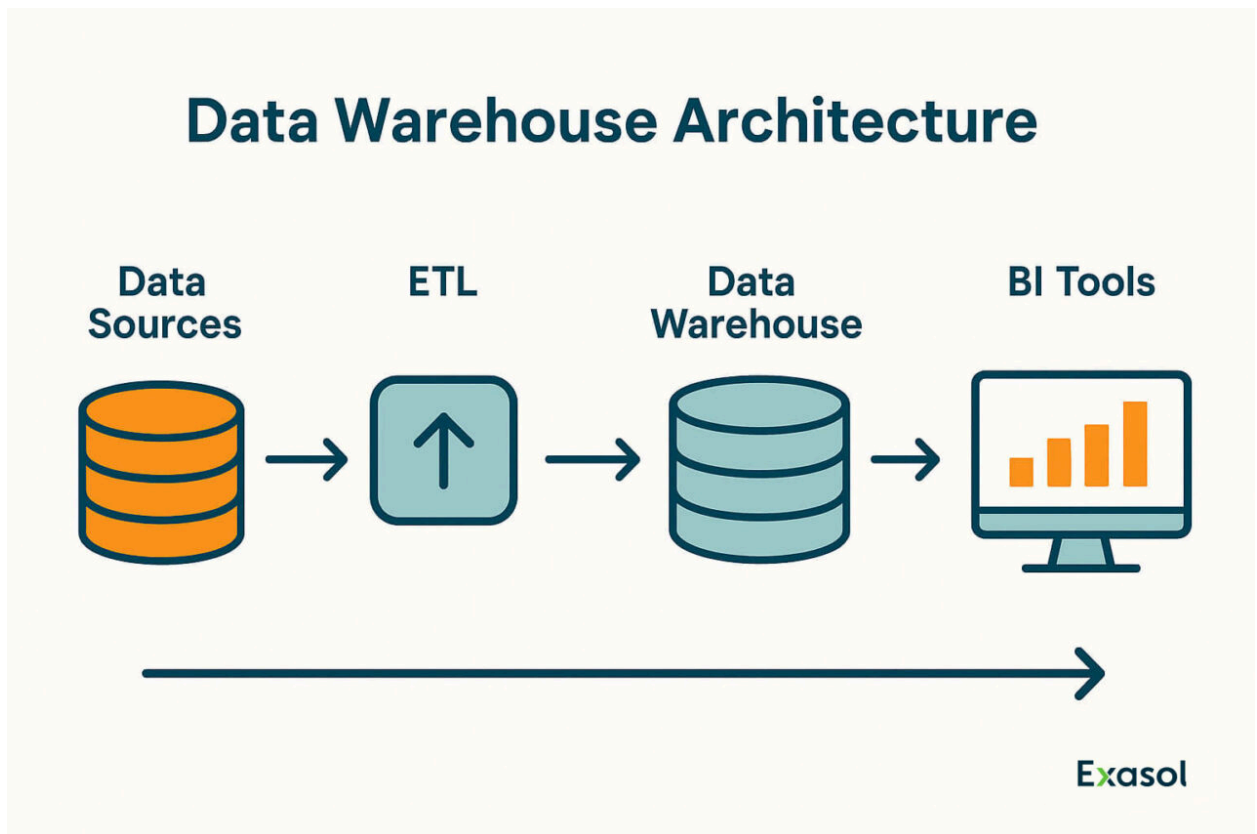 Data Warehouse Architecture
Data
Sources
ETL
Data
Warehouse
BI Tools
Exasol